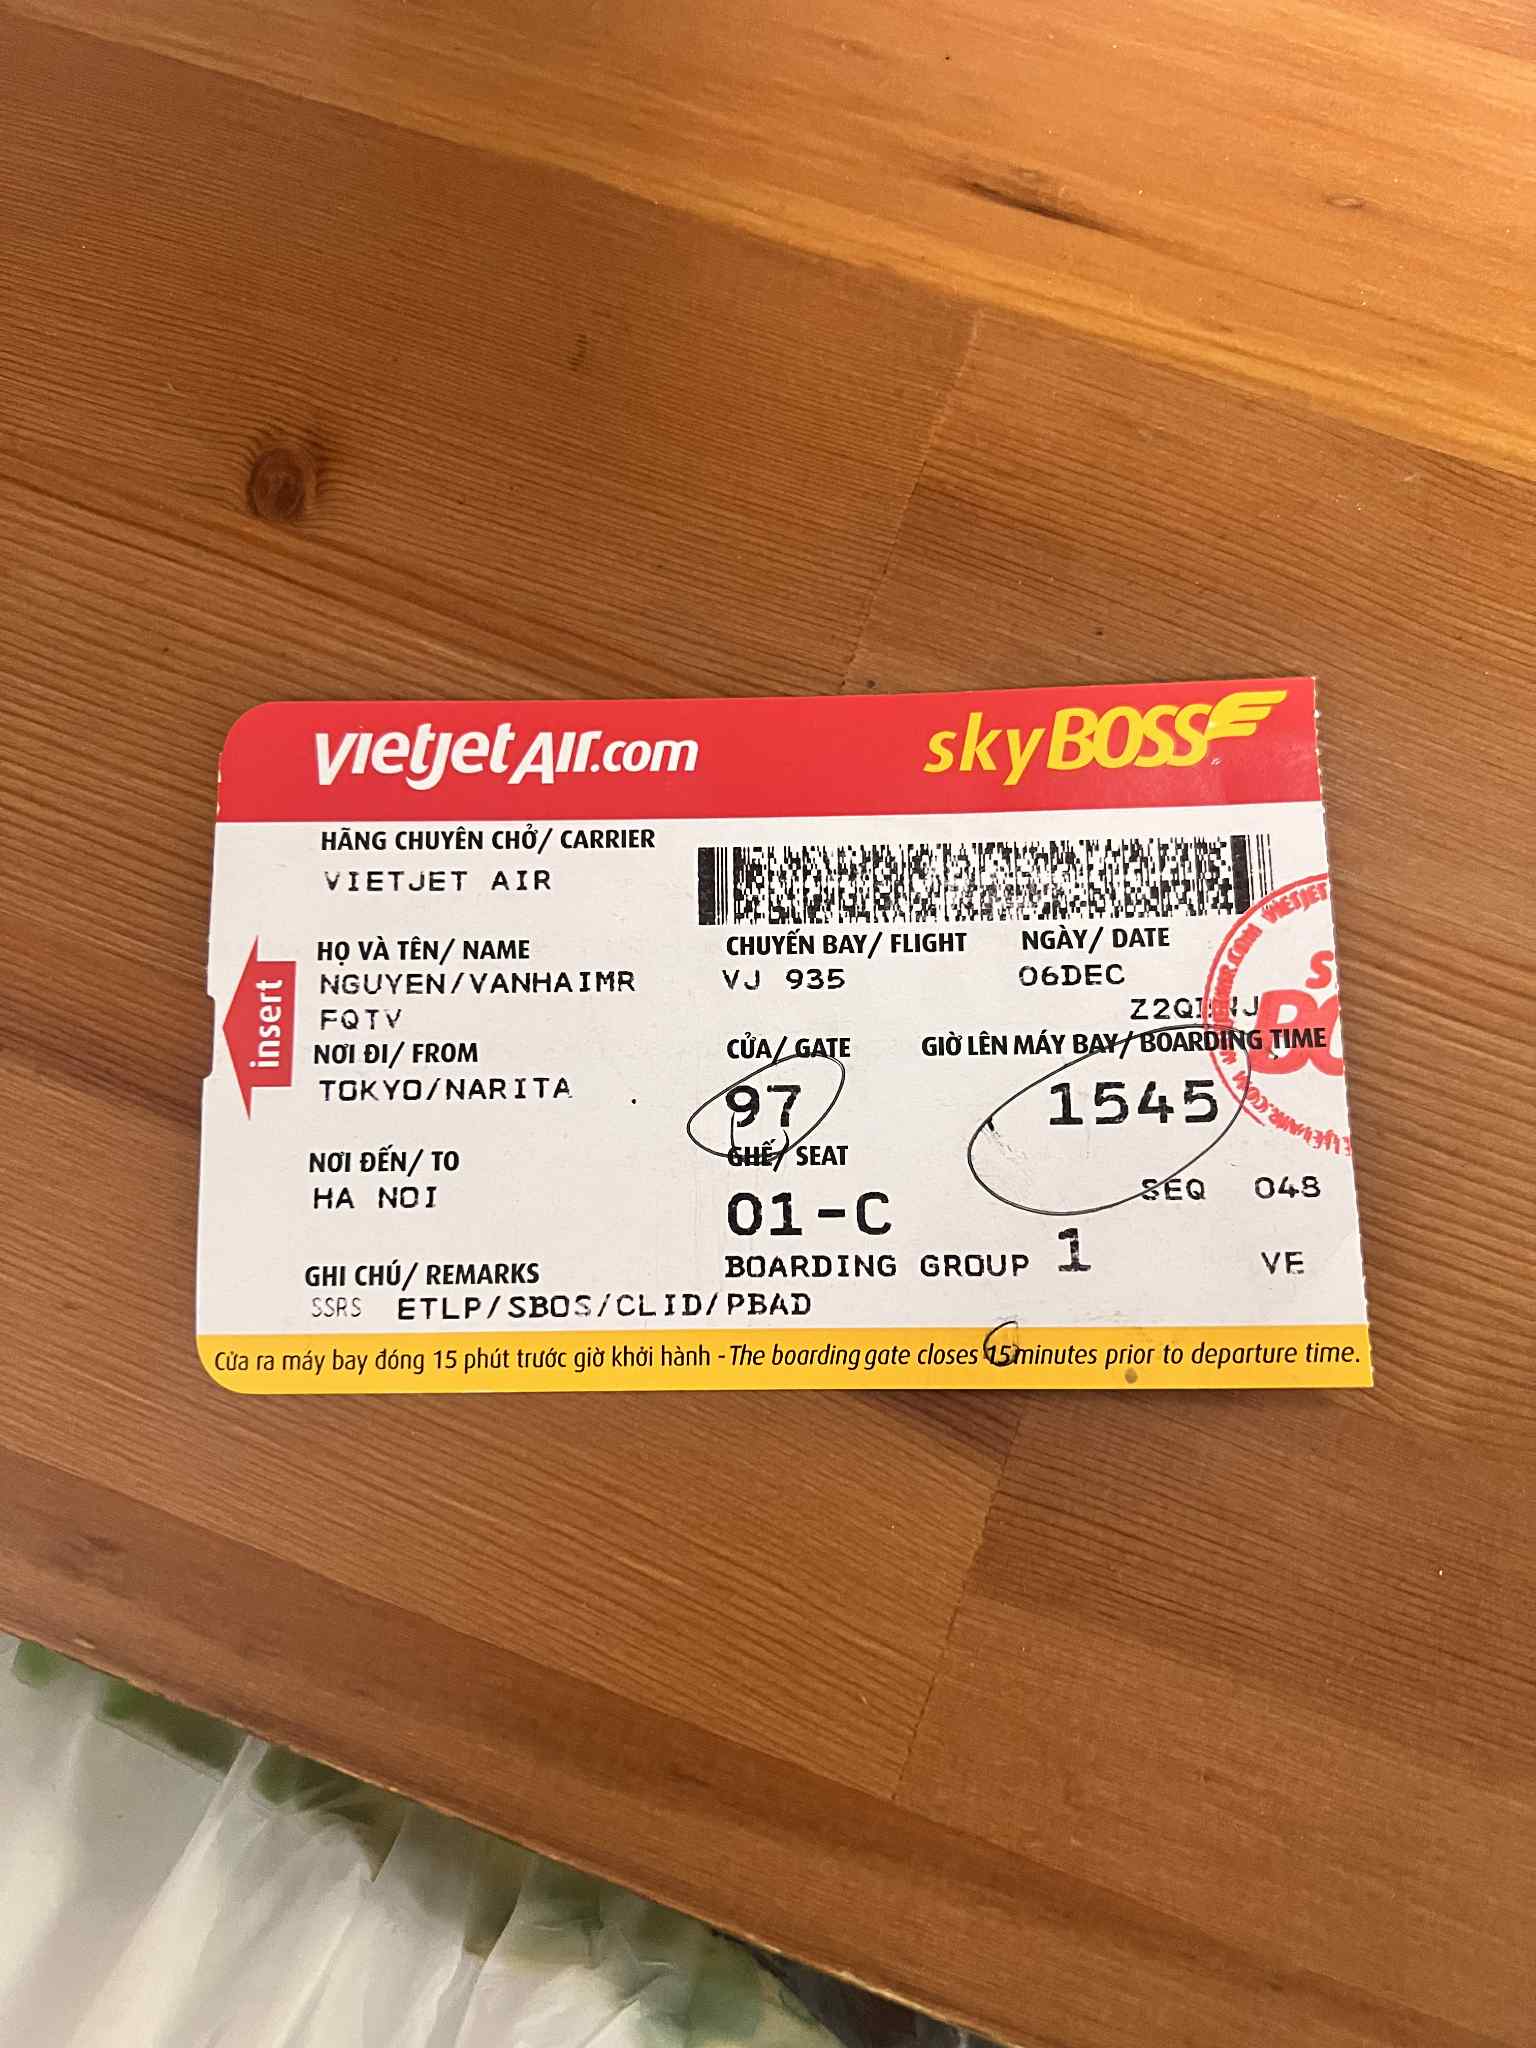 vietjet Air.com skyBOSS
HÃNG CHUYÊN CHỞ/ CARRIER
VIETJET AIR
HỌ VÀ TÊN/ NAME CHUYẾN BAY/ FLIGHT NGÀY/ DATE
NGUYEN/VANHAIMR VJ 935 06DEC
FQTV
insert
NƠI ĐI/ FROM CỬA/ GATE GIỜ LÊN MÁY BAY/ BOARDING TIME
TOKYO/NARITA 97 1545
NƠI ĐẾN/ TO GHẾ/ SEAT
HA NOI 01-C SEQ 048
BOARDING GROUP 1 VE
GHI CHÚ/ REMARKS
SSRS ETLP/SBOS/CLID/PBAD
Cửa ra máy bay đóng 15 phút trước giờ khởi hành - The boarding gate closes 15 minutes prior to departure time.